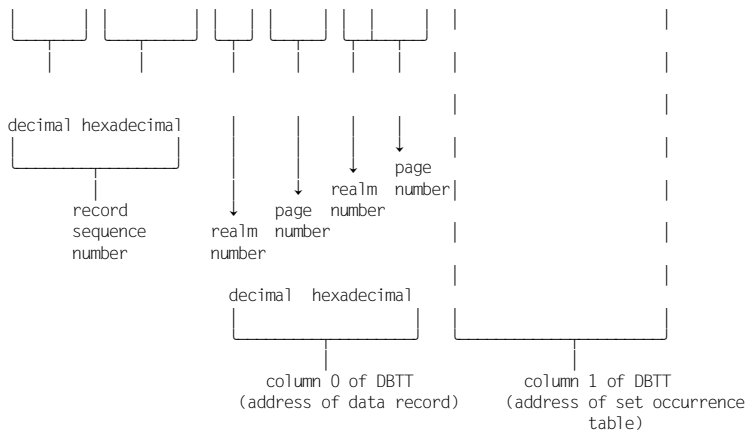 decimal hexadecimal
page
realm number
record page number
sequence realm number
number number
decimal hexadecimal
column 0 of DBTT column 1 of DBTT
(address of data record) (address of set occurrence
table)